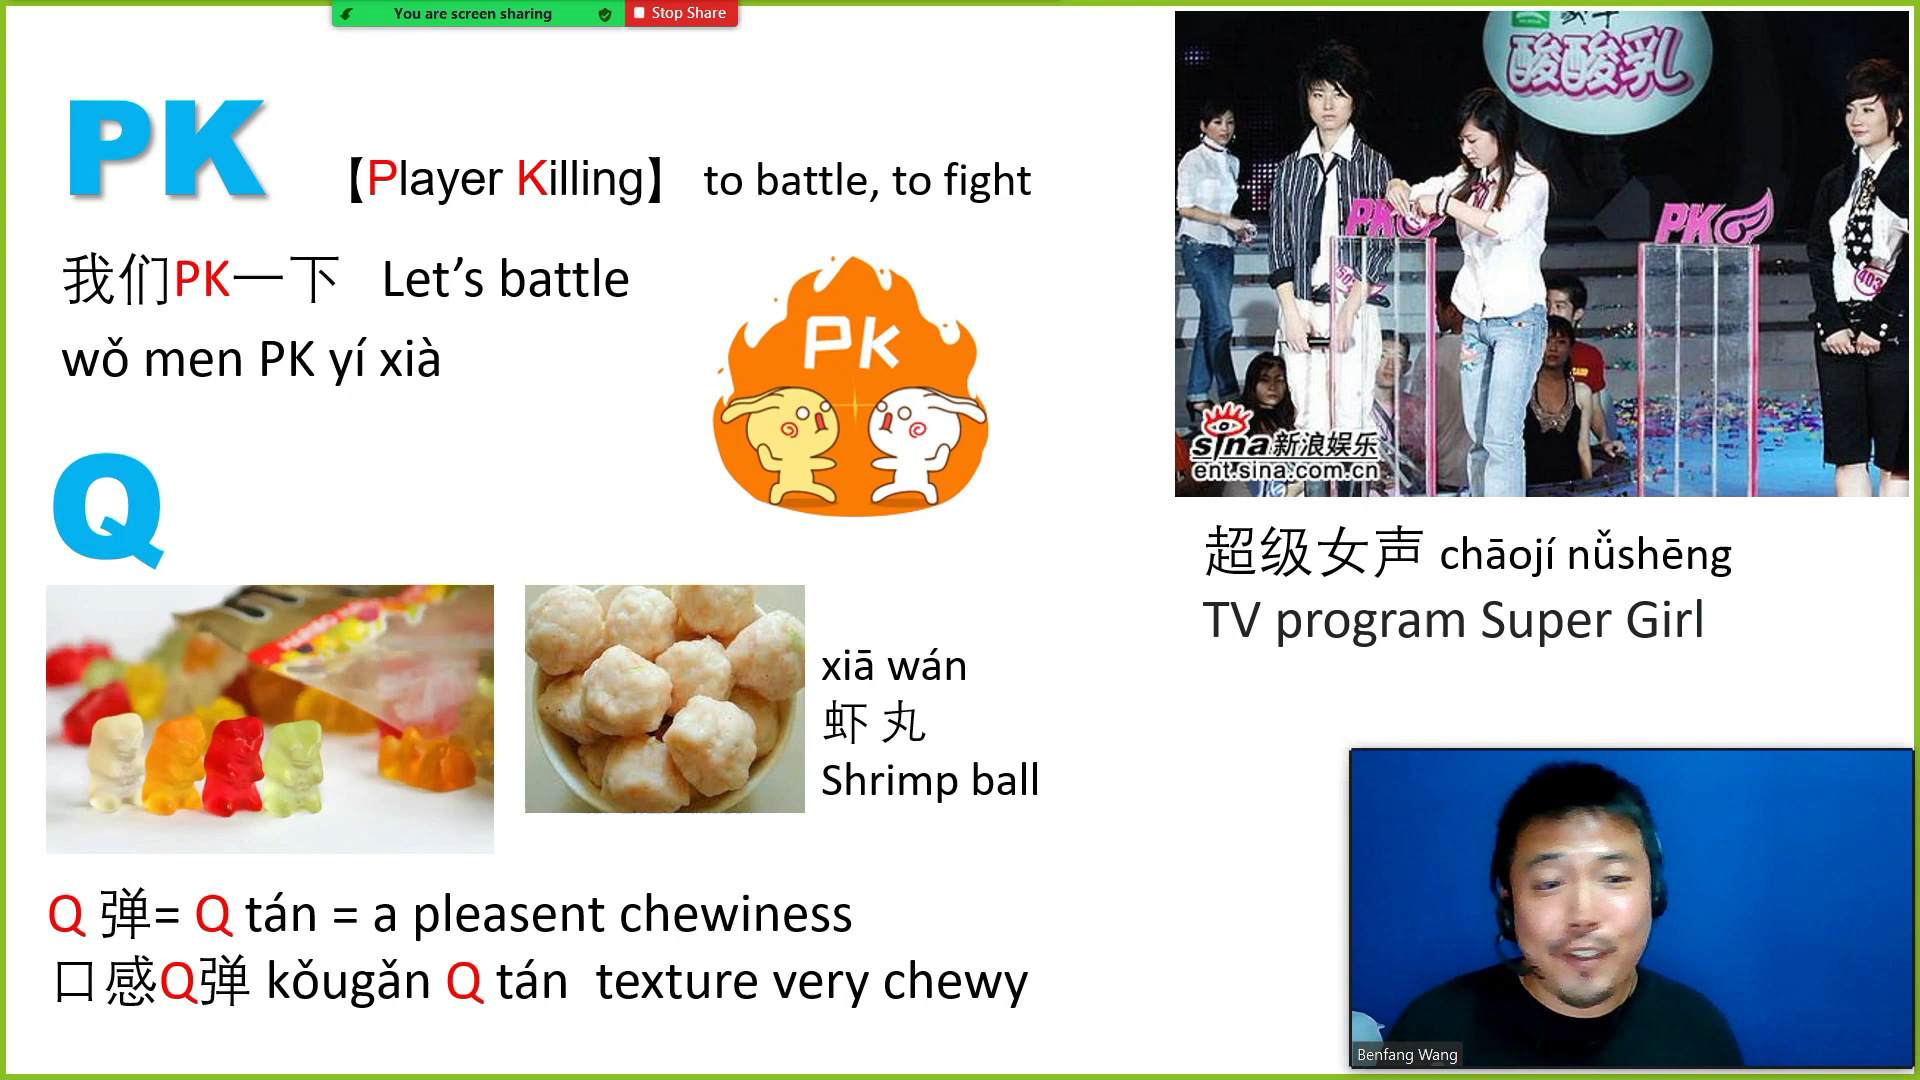 You are screen sharing
Stop Share
PK
【Player Killing】 to battle, to fight
我们PK一下 Let’s battle
wǒ men PK yí xià
PK
Q
xiā wán
虾 丸
Shrimp ball
Q 弹= Q tán = a pleasent chewiness
口感Q弹 kǒugǎn Q tán texture very chewy
酸酸乳
PK
PK
503
403
sina新浪娱乐
ent.sina.com.cn
超级女声 chāojí nǚshēng
TV program Super Girl
Benfang Wang